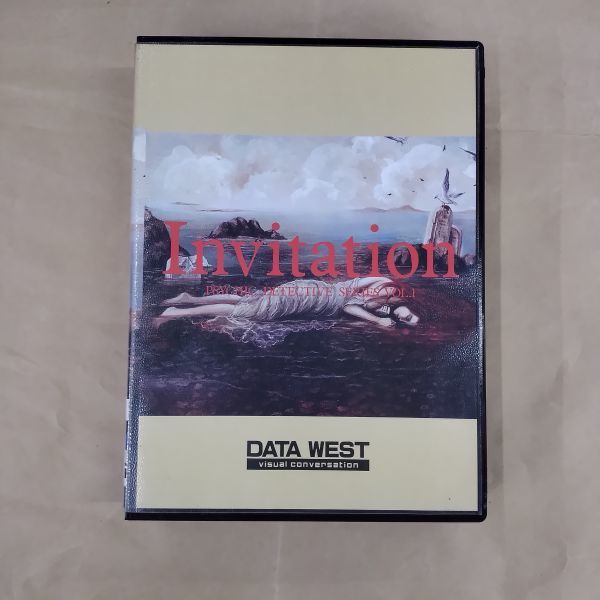 Invitation
PSYCHIC DETECTIVE SERIES VOL.1
DATA WEST
visual conversation